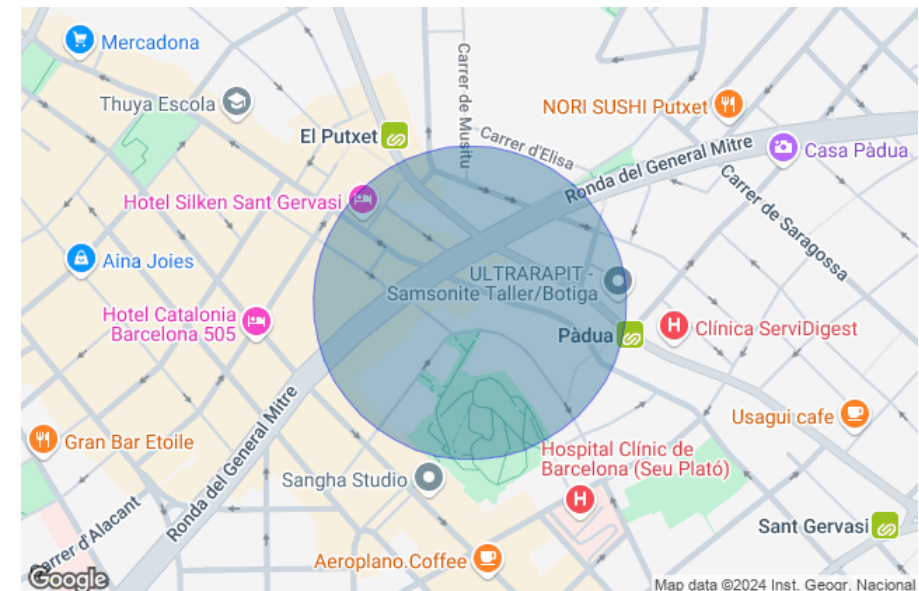 Mercadona
Thuya Escola
El Putxet
Carrer de Musitu
NORI SUSHI Putxet
Carrer d'Elisa
Ronda del General Mitre
Casa Pàdua
Hotel Silken Sant Gervasi
Carrer de Saragossa
Aina Joies
ULTRARAPIT -
Samsonite Taller/Botiga
Hotel Catalonia
Barcelona 505
Pàdua
Clínica ServiDigest
Usagui cafe
Gran Bar Etoile
Ronda del General Mitre
Hospital Clínic de
Barcelona (Seu Plató)
Sangha Studio
Carrer d'Alacant
Sant Gervasi
Aeroplano.Coffee
Google
Map data ©2024 Inst. Geogr. Nacional